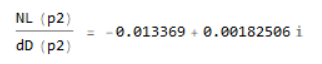 NL (p2)
dD (p2)
= -0.013369 + 0.00182506 i